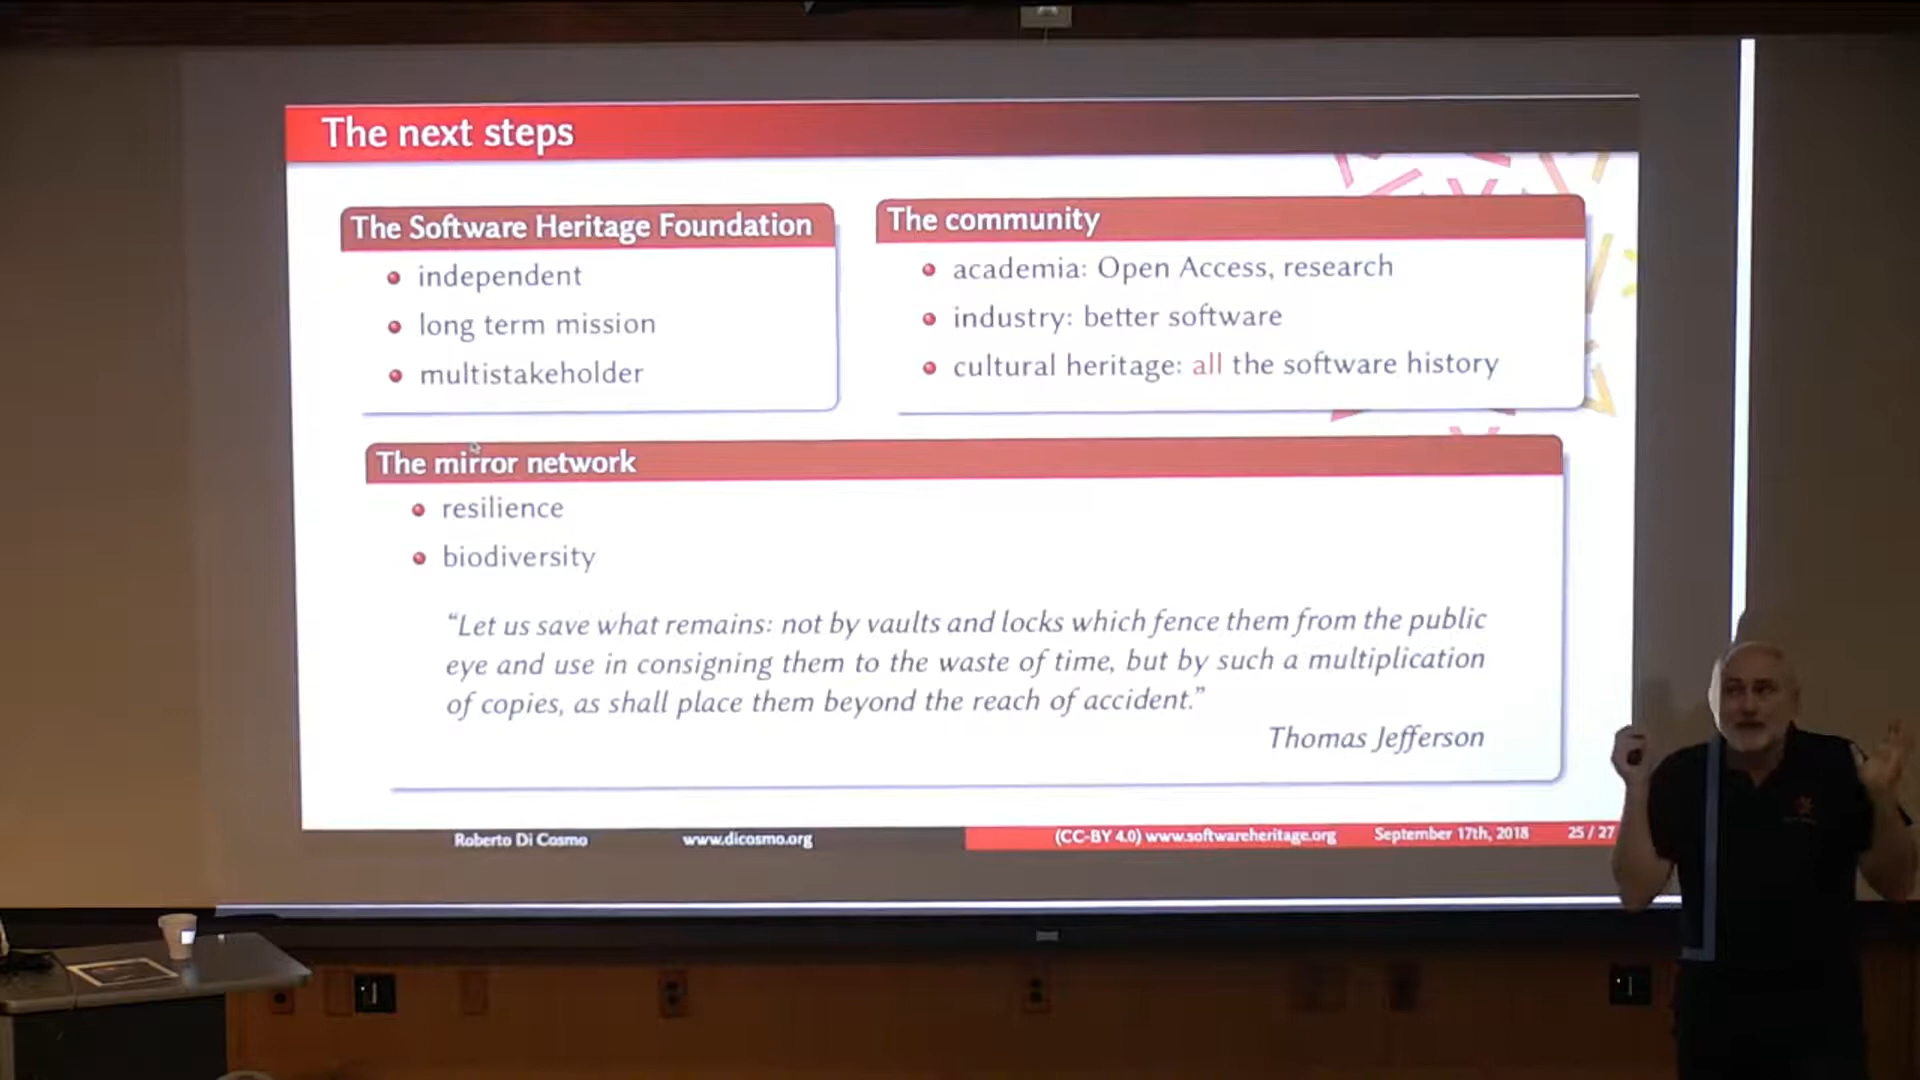 The next steps
The Software Heritage Foundation
independent
long term mission
multistakeholder
The community
academia: Open Access, research
industry: better software
cultural heritage: all the software history
The mirror network
resilience
biodiversity
“Let us save what remains: not by vaults and locks which fence them from the public
eye and use in consigning them to the waste of time, but by such a multiplication
of copies, as shall place them beyond the reach of accident.”
Thomas Jefferson
Roberto Di Cosmo www.dicosmo.org (CC-BY 4.0) www.softwareheritage.org September 17th, 2018 25 / 27